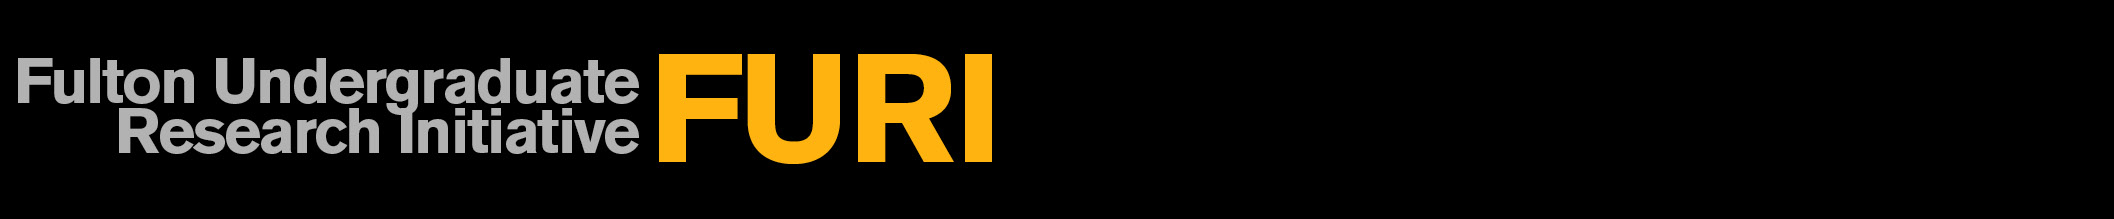 Fulton Undergraduate
Research Initiative
FURI